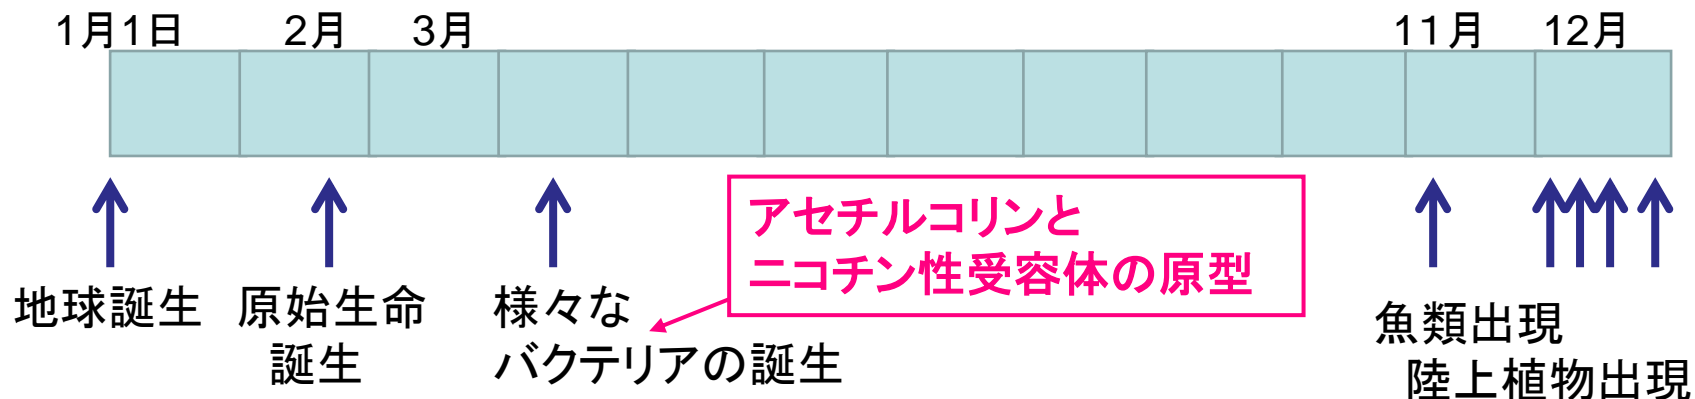 1月1日 2月 3月 11月 12月
アセチルコリンと
ニコチン性受容体の原型
地球誕生
原始生命
誕生
様々な
バクテリアの誕生
魚類出現
陸上植物出現